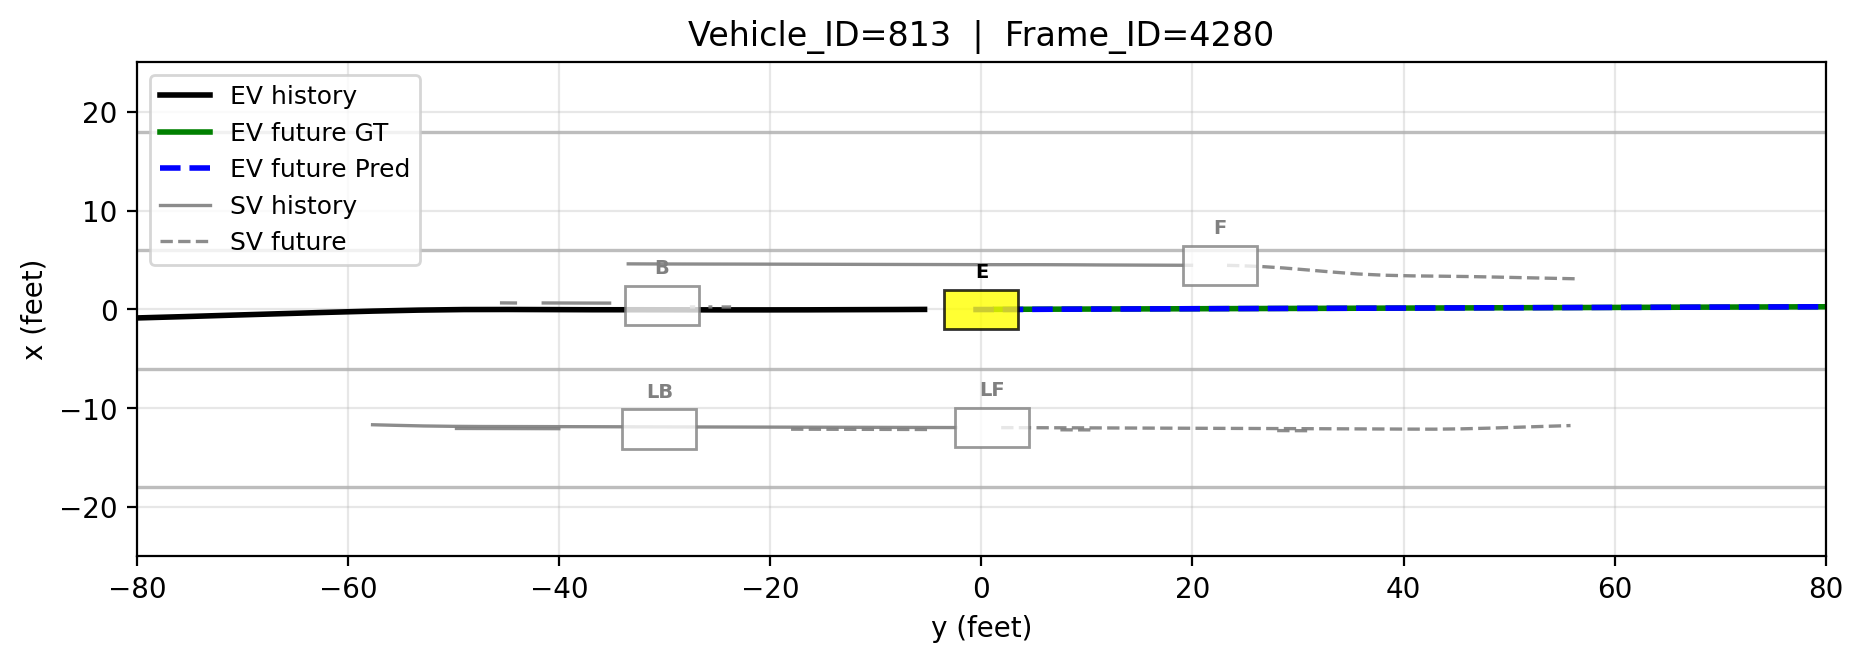 Vehicle_ID=813 | Frame_ID=4280
EV history
EV future GT
EV future Pred
SV history
SV future
20
10
0
−10
−20
x (feet)
F
B
E
LB
LF
−80
−60
−40
−20
0
20
40
60
80
y (feet)